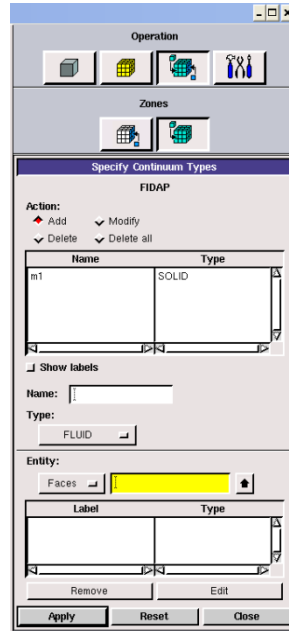 Operation
Zones
Specify Continuum Types
FIDAP
Action:
Add Modify
Delete Delete all
Name Type
m1 SOLID
Show labels
Name:
Type:
FLUID
Entity:
Faces
Label Type
Remove Edit
Apply Reset Close